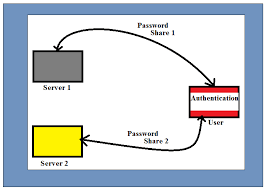 Password
Share 1
Server 1
Authentication
User
Password
Share 2
Server 2